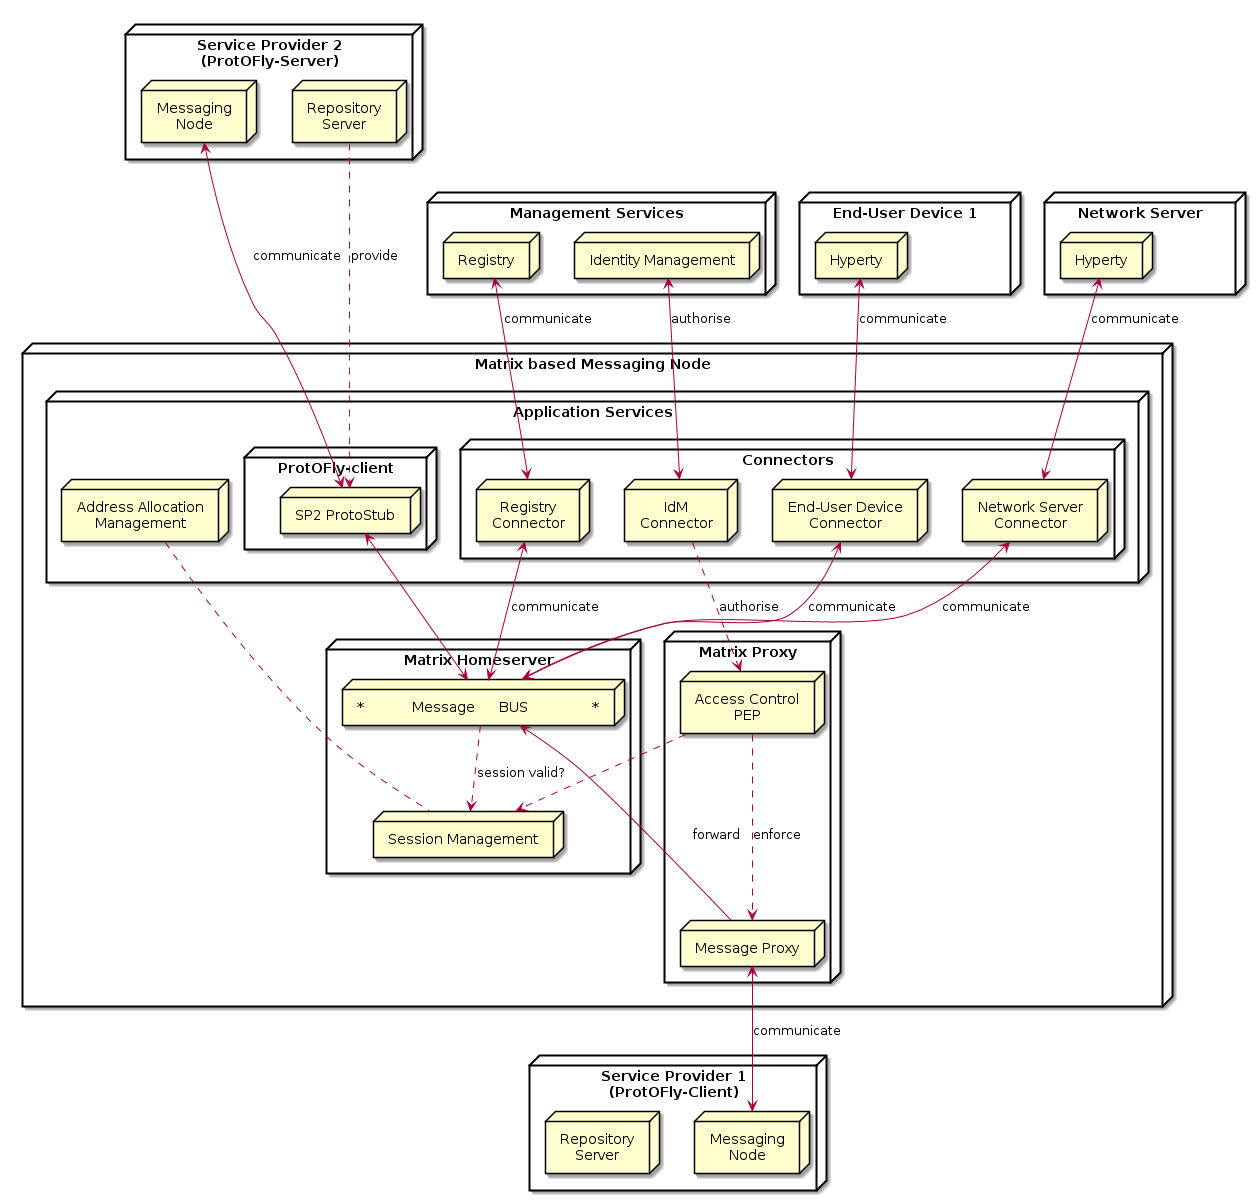 Service Provider 2
(ProtOFly-Server)
Messaging
Node
Repository
Server
communicate
provide
Management Services
Registry
Identity Management
End-User Device 1
Hyperty
Network Server
Hyperty
communicate
authorise
communicate
communicate
Matrix based Messaging Node
Application Services
ProtOFly-client
SP2 ProtoStub
Address Allocation
Management
Connectors
Registry
Connector
IdM
Connector
End-User Device
Connector
Network Server
Connector
communicate
authorise
communicate
communicate
Matrix Homeserver
* Message BUS *
session valid?
Session Management
Matrix Proxy
Access Control
PEP
forward
enforce
Message Proxy
communicate
Service Provider 1
(ProtOFly-Client)
Repository
Server
Messaging
Node